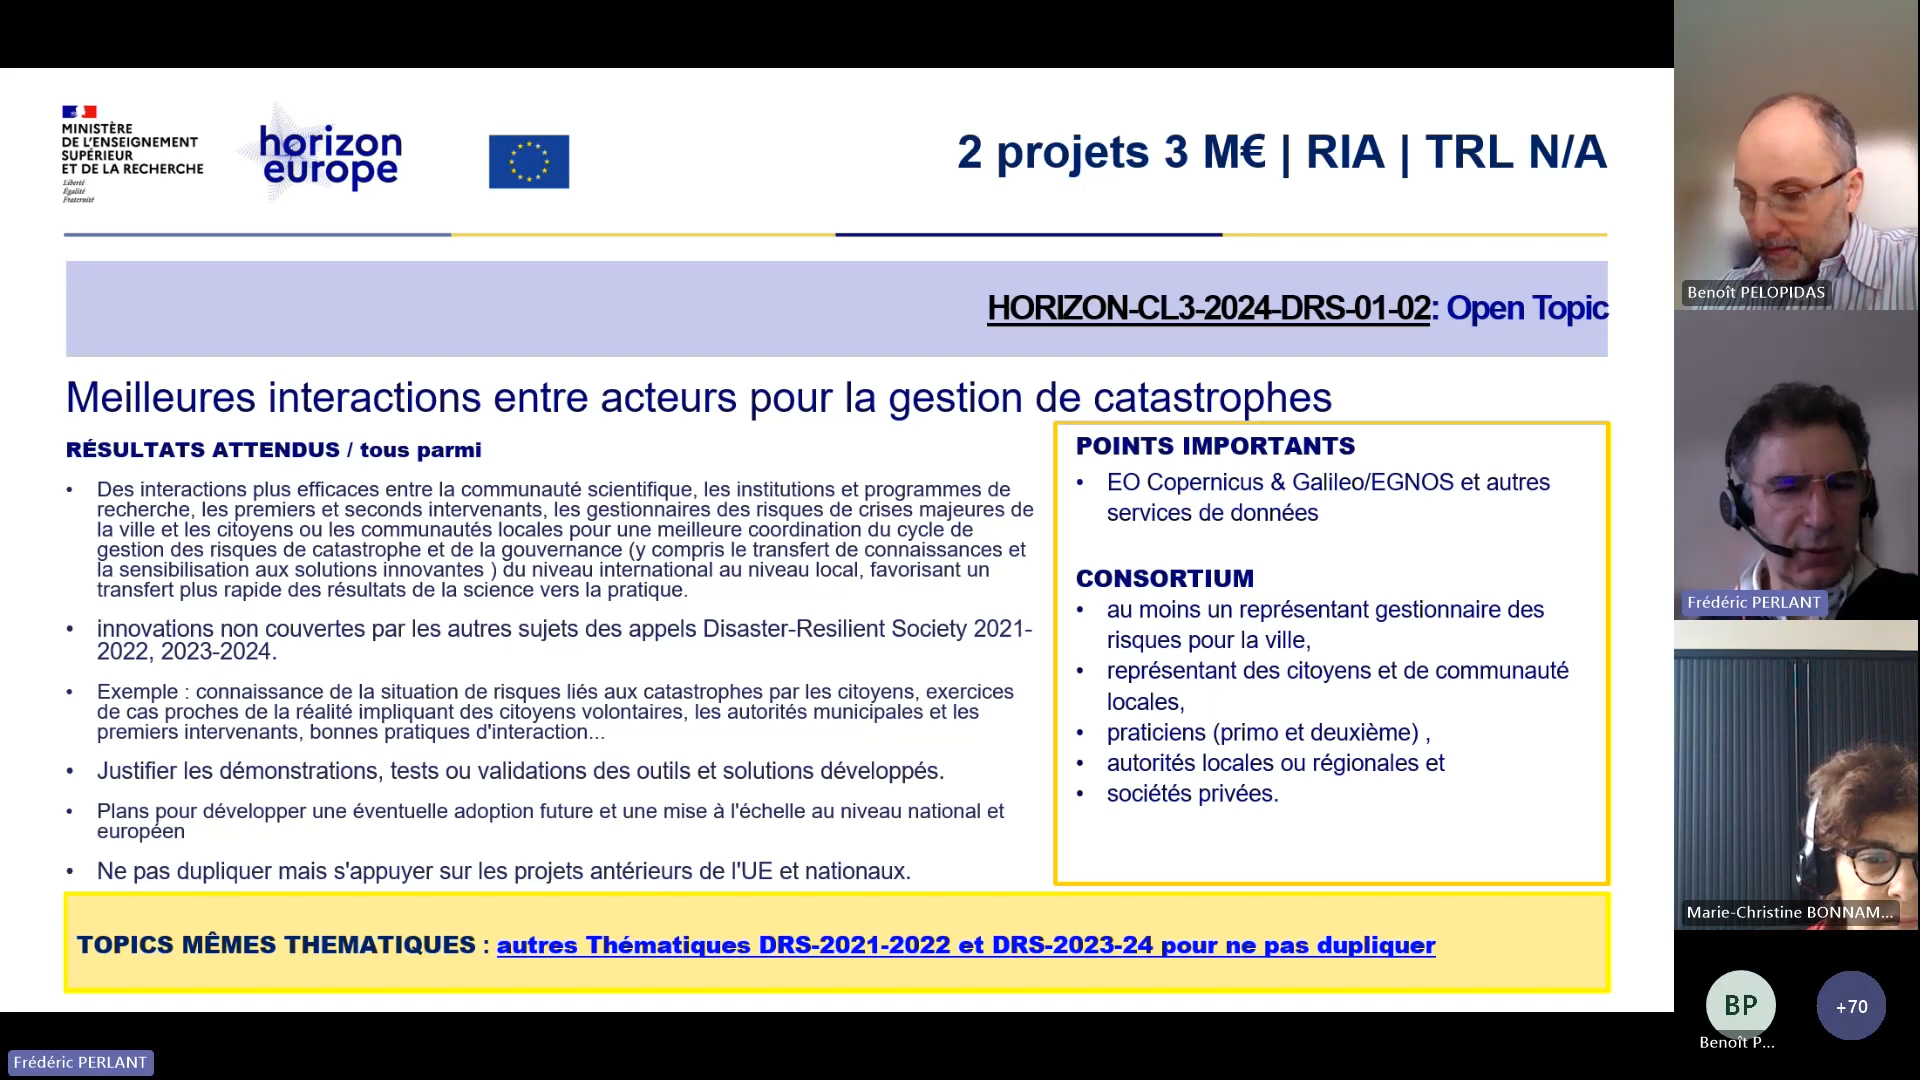 MINISTÈRE
DE L'ENSEIGNEMENT
SUPÉRIEUR
ET DE LA RECHERCHE
Liberté
Égalité
Fraternité
horizon
europe
2 projets 3 M€ | RIA | TRL N/A
HORIZON-CL3-2024-DRS-01-02: Open Topic
Meilleures interactions entre acteurs pour la gestion de catastrophes
RÉSULTATS ATTENDUS / tous parmi
• Des interactions plus efficaces entre la communauté scientifique, les institutions et programmes de
recherche, les premiers et seconds intervenants, les gestionnaires des risques de crises majeures de
la ville et les citoyens ou les communautés locales pour une meilleure coordination du cycle de
gestion des risques de catastrophe et de la gouvernance (y compris le transfert de connaissances et
la sensibilisation aux solutions innovantes ) du niveau international au niveau local, favorisant un
transfert plus rapide des résultats de la science vers la pratique.
• innovations non couvertes par les autres sujets des appels Disaster-Resilient Society 2021-
2022, 2023-2024.
• Exemple : connaissance de la situation de risques liés aux catastrophes par les citoyens, exercices
de cas proches de la réalité impliquant des citoyens volontaires, les autorités municipales et les
premiers intervenants, bonnes pratiques d'interaction...
• Justifier les démonstrations, tests ou validations des outils et solutions développés.
• Plans pour développer une éventuelle adoption future et une mise à l'échelle au niveau national et
européen
• Ne pas dupliquer mais s'appuyer sur les projets antérieurs de l'UE et nationaux.
POINTS IMPORTANTS
• EO Copernicus & Galileo/EGNOS et autres
services de données
CONSORTIUM
• au moins un représentant gestionnaire des
risques pour la ville,
• représentant des citoyens et de communauté
locales,
• praticiens (primo et deuxième) ,
• autorités locales ou régionales et
• sociétés privées.
TOPICS MÊMES THEMATIQUES : autres Thématiques DRS-2021-2022 et DRS-2023-24 pour ne pas dupliquer
Benoît PELOPIDAS
Frédéric PERLANT
Marie-Christine BONNAM...
BP
+70
Benoît P...
Frédéric PERLANT